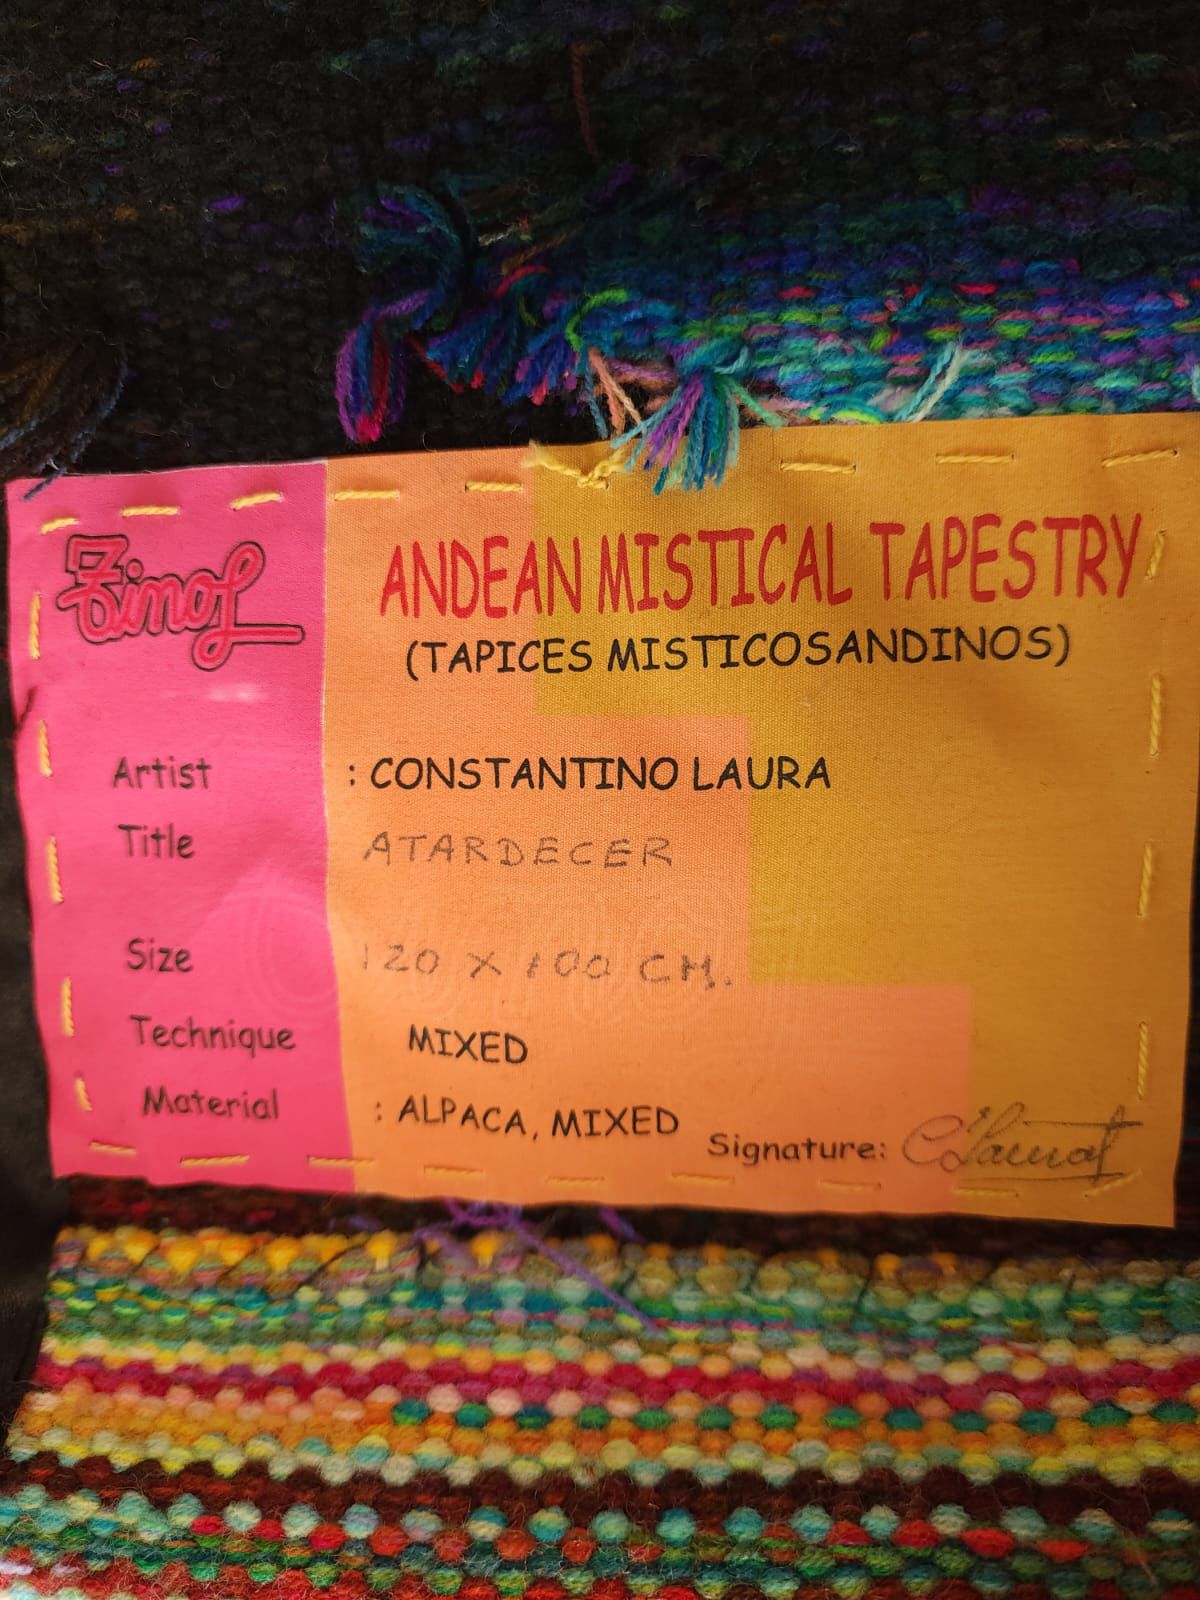 ANDEAN MISTICAL TAPESTRY
(TAPICES MISTICOSANDINOS)
Artist : CONSTANTINO LAURA
Title ATARDECER
Size 120 X 100 CM.
Technique MIXED
Material : ALPACA, MIXED
Signature: